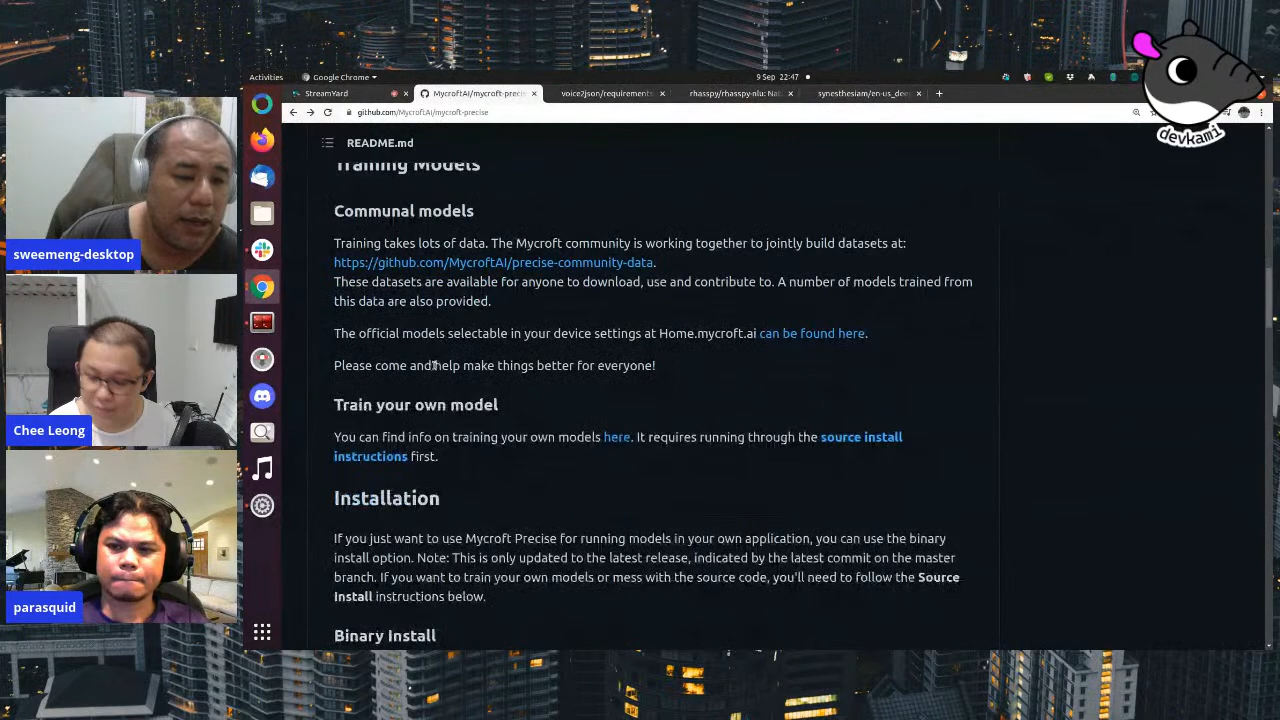 Activities
Google Chrome
9 Sep 22:47
StreamYard
MycroftAI/mycroft-precis
voice2json/requirements
rhasspy/rhasspy-nlu: Nat
synesthesiam/en-us_dee
github.com/MycroftAI/mycroft-precise
devkami
README.md
Training Models
Communal models
Training takes lots of data. The Mycroft community is working together to jointly build datasets at:
https://github.com/MycroftAI/precise-community-data.
These datasets are available for anyone to download, use and contribute to. A number of models trained from
this data are also provided.
The official models selectable in your device settings at Home.mycroft.ai can be found here.
Please come and help make things better for everyone!
Train your own model
You can find info on training your own models here. It requires running through the source install
instructions first.
Installation
If you just want to use Mycroft Precise for running models in your own application, you can use the binary
install option. Note: This is only updated to the latest release, indicated by the latest commit on the master
branch. If you want to train your own models or mess with the source code, you'll need to follow the Source
Install instructions below.
Binary Install
sweemeng-desktop
Chee Leong
parasquid